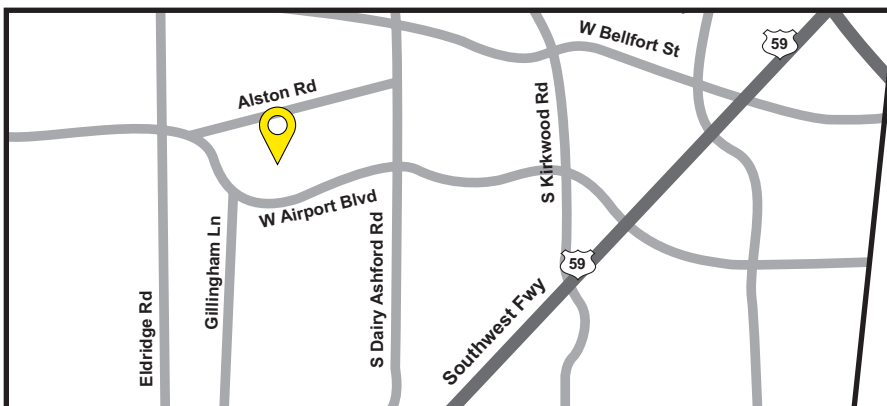 W Bellfort St
59
Alston Rd
S Kirkwood Rd
W Airport Blvd
Gillingham Ln
S Dairy Ashford Rd
59
Eldridge Rd
Southwest Fwy